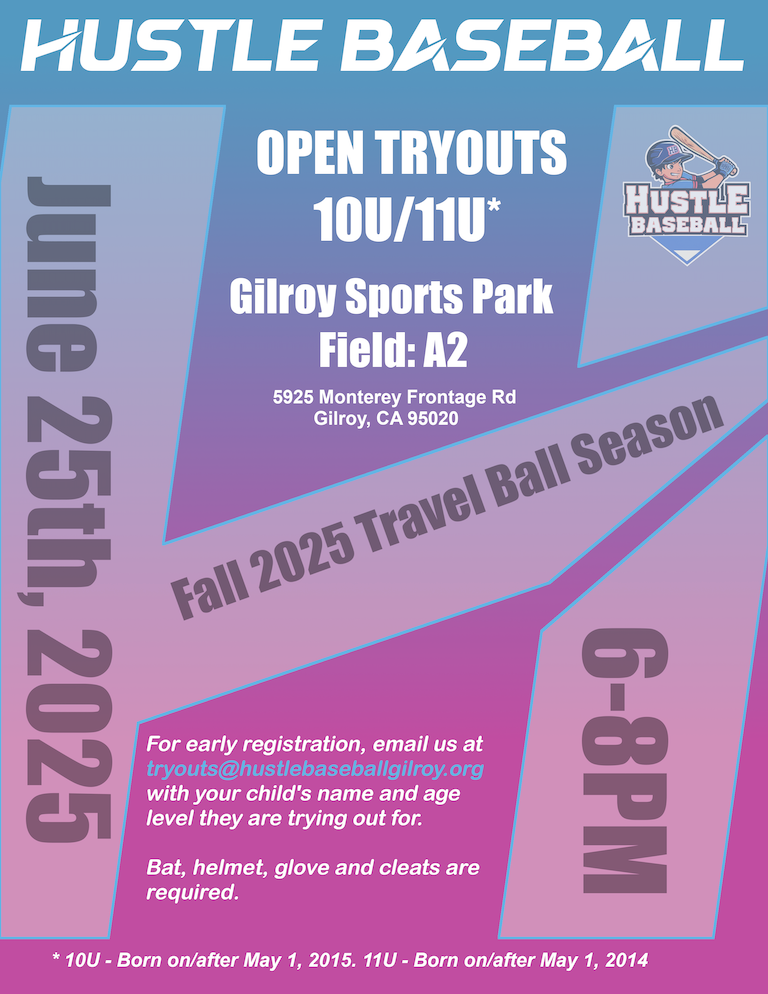 HUSTLE BASEBALL
OPEN TRYOUTS
10U/11U*
Gilroy Sports Park
Field: A2
5925 Monterey Frontage Rd
Gilroy, CA 95020
HB
HUSTLE
BASEBALL
June 25th, 2025
Fall 2025 Travel Ball Season
6-8PM
For early registration, email us at
tryouts@hustlebaseballgilroy.org
with your child's name and age
level they are trying out for.
Bat, helmet, glove and cleats are
required.
* 10U - Born on/after May 1, 2015. 11U - Born on/after May 1, 2014